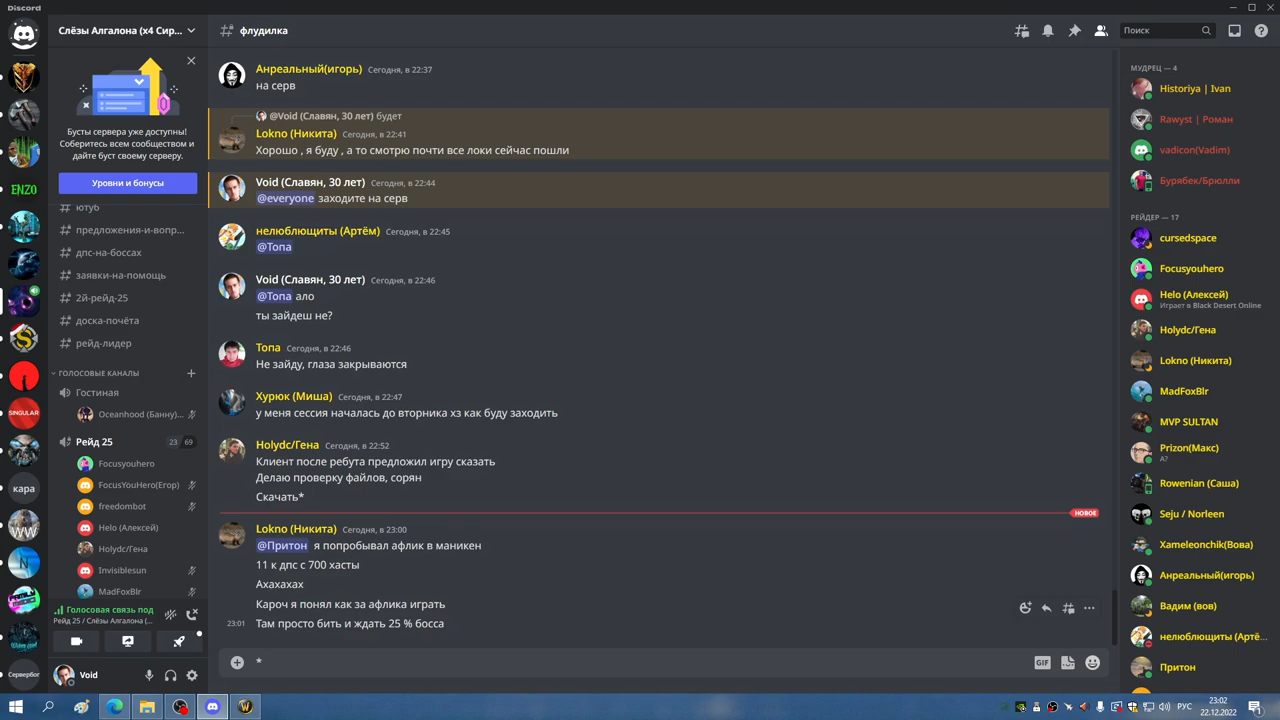 Discord
Слёзы Алгалона (x4 Сир...
Бусты сервера уже доступны!
Соберитесь всем сообществом и
дайте буст своему серверу.
Уровни и бонусы
ютуб
предложения-и-вопр...
дпс-на-боссах
заявки-на-помощь
2й-рейд-25
доска-почёта
рейд-лидер
ГОЛОСОВЫЕ КАНАЛЫ
Гостиная
Oceanhood (Банну)...
Рейд 25 23 69
Focusyouhero
FocusYouHero(Егор)
freedombot
Helo (Алексей)
Holydc/Гена
Invisiblesun
MadFoxBlr
Голосовая связь под
Рейд 25 / Слёзы Алгалона (...
Void
ENZO
SINGULAR
кара
WW
N
Сервербог
флудилка
Поиск
Анреальный(игорь) Сегодня, в 22:37
на серв
@Void (Славян, 30 лет) будет
Lokno (Никита) Сегодня, в 22:41
Хорошо , я буду , а то смотрю почти все локи сейчас пошли
Void (Славян, 30 лет) Сегодня, в 22:44
@everyone заходите на серв
нелюблющиты (Артём) Сегодня, в 22:45
@Топа
Void (Славян, 30 лет) Сегодня, в 22:46
@Топа ало
ты зайдеш не?
Топа Сегодня, в 22:46
Не зайду, глаза закрываются
Хурюк (Миша) Сегодня, в 22:47
у меня сессия началась до вторника хз как буду заходить
Holydc/Гена Сегодня, в 22:52
Клиент после ребута предложил игру сказать
Делаю проверку файлов, сорян
Скачать*
НОВОЕ
Lokno (Никита) Сегодня, в 23:00
@Притон я попробывал афлик в маникен
11 к дпс с 700 хасты
Ахахахах
Кароч я понял как за афлика играть
23:01 Там просто бить и ждать 25 % босса
*
GIF
МУДРЕЦ — 4
Historiya | Ivan
Rawyst | Роман
vadicon(Vadim)
Бурябек/Брюлли
РЕЙДЕР — 17
cursedspace
Focusyouhero
Helo (Алексей)
Играет в Black Desert Online
Holydc/Гена
Lokno (Никита)
MadFoxBlr
MVP SULTAN
Prizon(Макс)
A?
Rowenian (Саша)
Seju / Norleen
Xameleonchik(Вова)
Анреальный(игорь)
Вадим (вов)
нелюблющиты (Артё...
Притон
РУС
23:02
22.12.2022
1